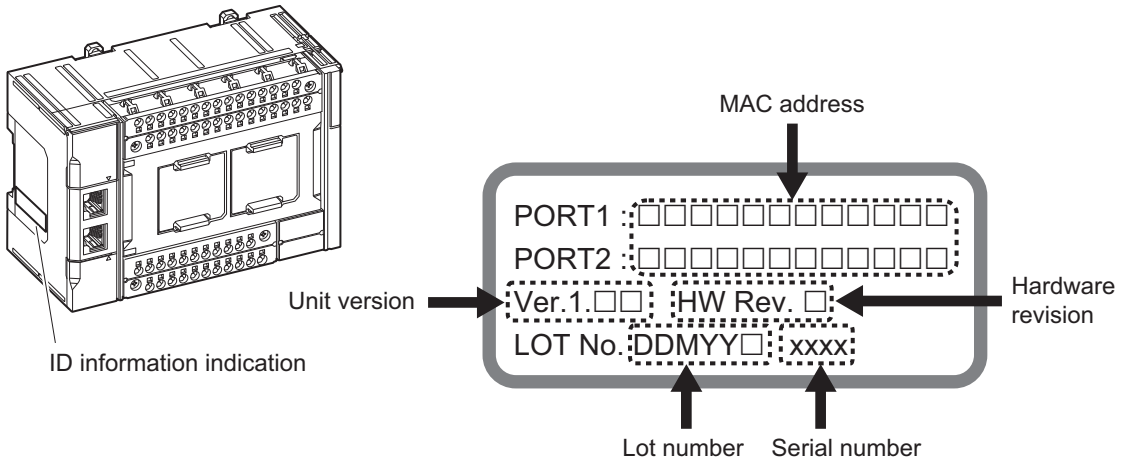 MAC address
PORT1 :□□□□□□□□□□□□
PORT2 :□□□□□□□□□□□□
Unit version
Ver.1.□□ HW Rev. □
Hardware
revision
LOT No. DDMYY□ xxxx
ID information indication
Lot number Serial number